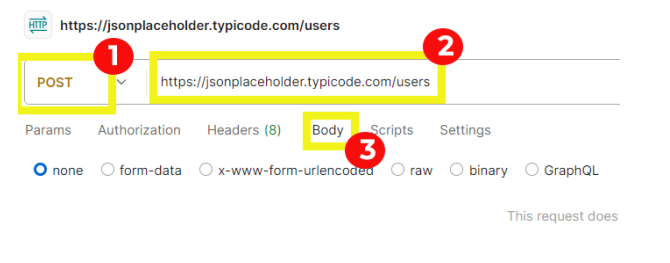 HTTP https://jsonplaceholder.typicode.com/users
1
2
POST https://jsonplaceholder.typicode.com/users
Params Authorization Headers (8) Body Scripts Settings
3
none form-data x-www-form-urlencoded raw binary GraphQL
This request does